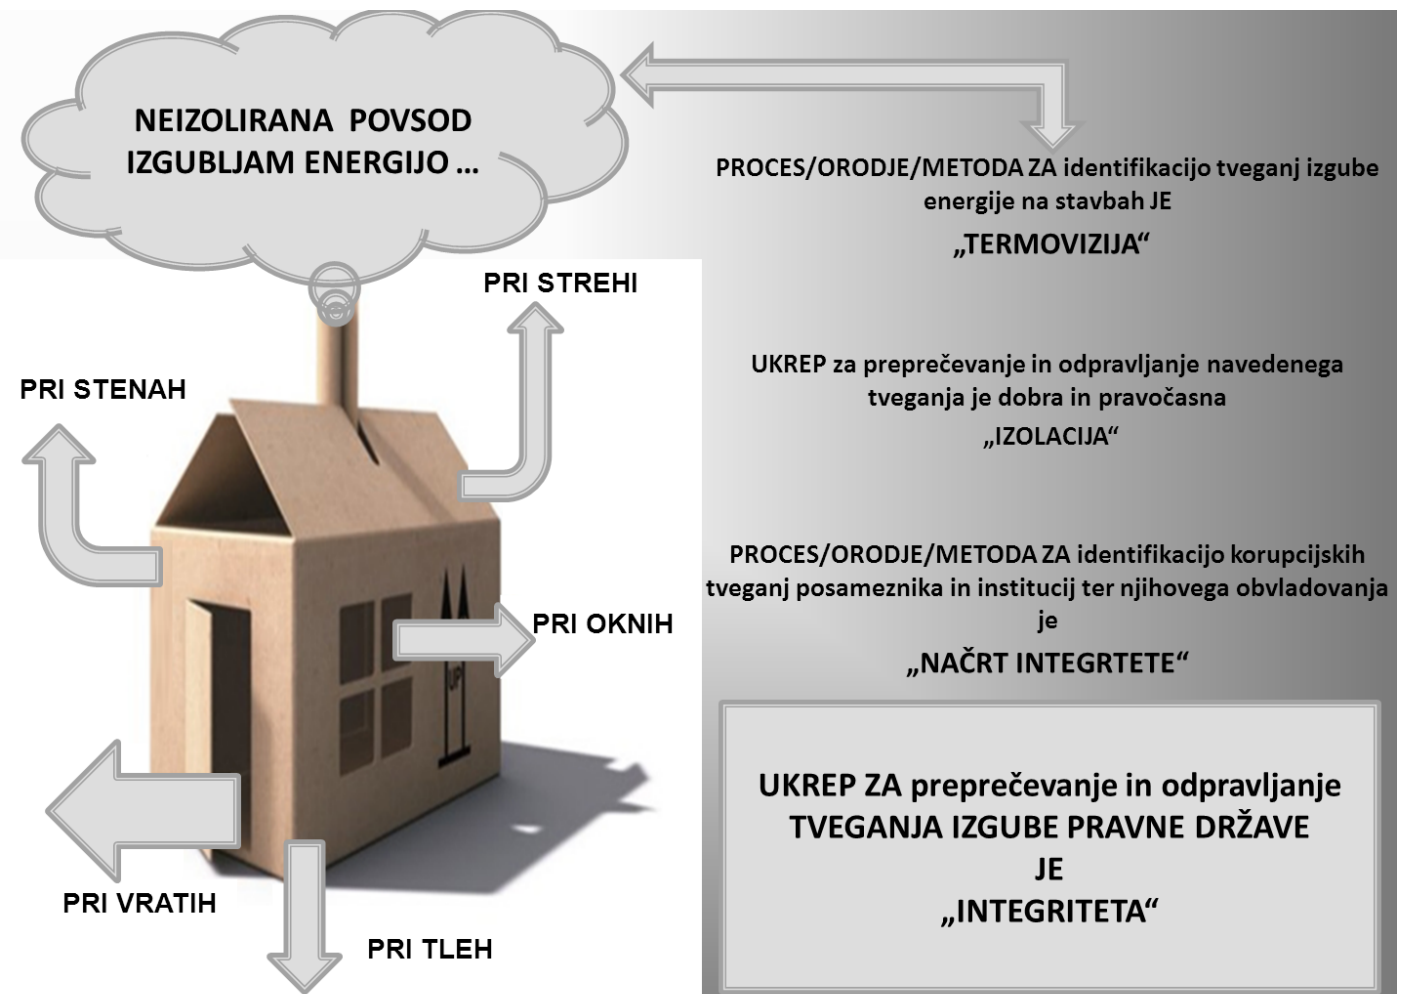 NEIZOLIRANA POVSOD
IZGUBLJAM ENERGIJO ...
PROCES/ORODJE/METODA ZA identifikacijo tveganj izgube
energije na stavbah JE
„TERMOVIZIJA“
PRI STREHI
UKREP za preprečevanje in odpravljanje navedenega
tveganja je dobra in pravočasna
„IZOLACIJA“
PRI STENAH
PROCES/ORODJE/METODA ZA identifikacijo korupcijskih
tveganj posameznika in institucij ter njihovega obvladovanja
je
„NAČRT INTEGRTETE“
PRI OKNIH
UP!
UKREP ZA preprečevanje in odpravljanje
TVEGANJA IZGUBE PRAVNE DRŽAVE
JE
„INTEGRITETA“
PRI VRATIH
PRI TLEH